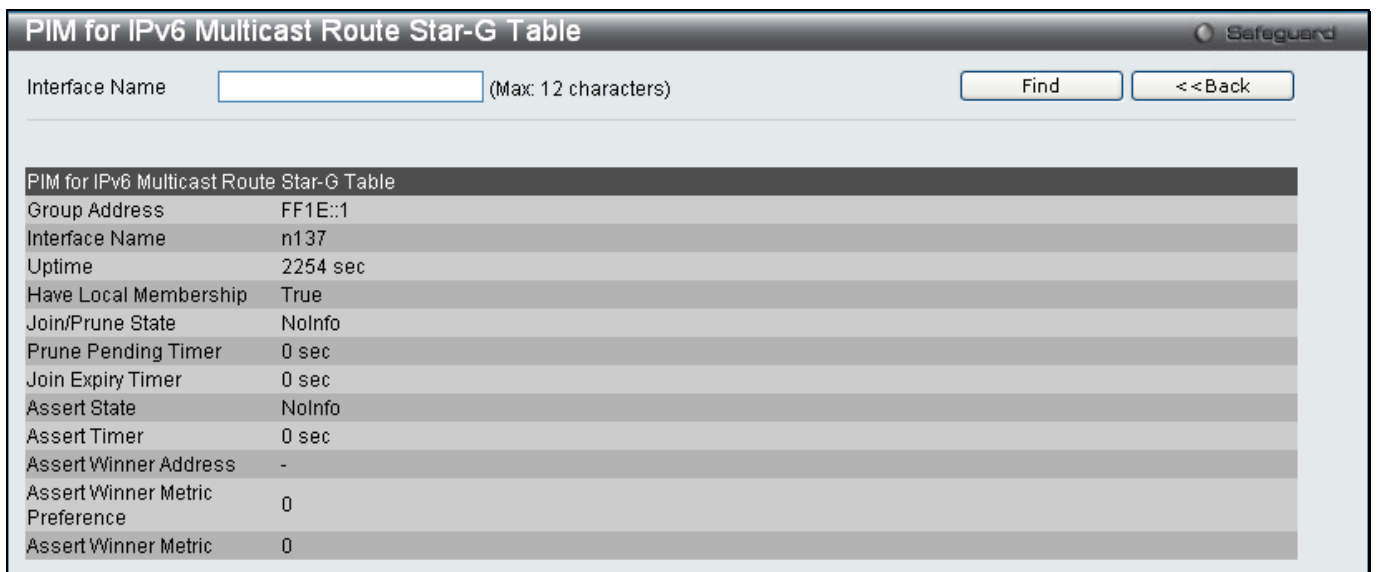 PIM for IPv6 Multicast Route Star-G Table
Safeguard
Interface Name (Max: 12 characters) Find <<Back
PIM for IPv6 Multicast Route Star-G Table
Group Address FF1E::1
Interface Name n137
Uptime 2254 sec
Have Local Membership True
Join/Prune State NoInfo
Prune Pending Timer 0 sec
Join Expiry Timer 0 sec
Assert State NoInfo
Assert Timer 0 sec
Assert Winner Address -
Assert Winner Metric
Preference 0
Assert Winner Metric 0